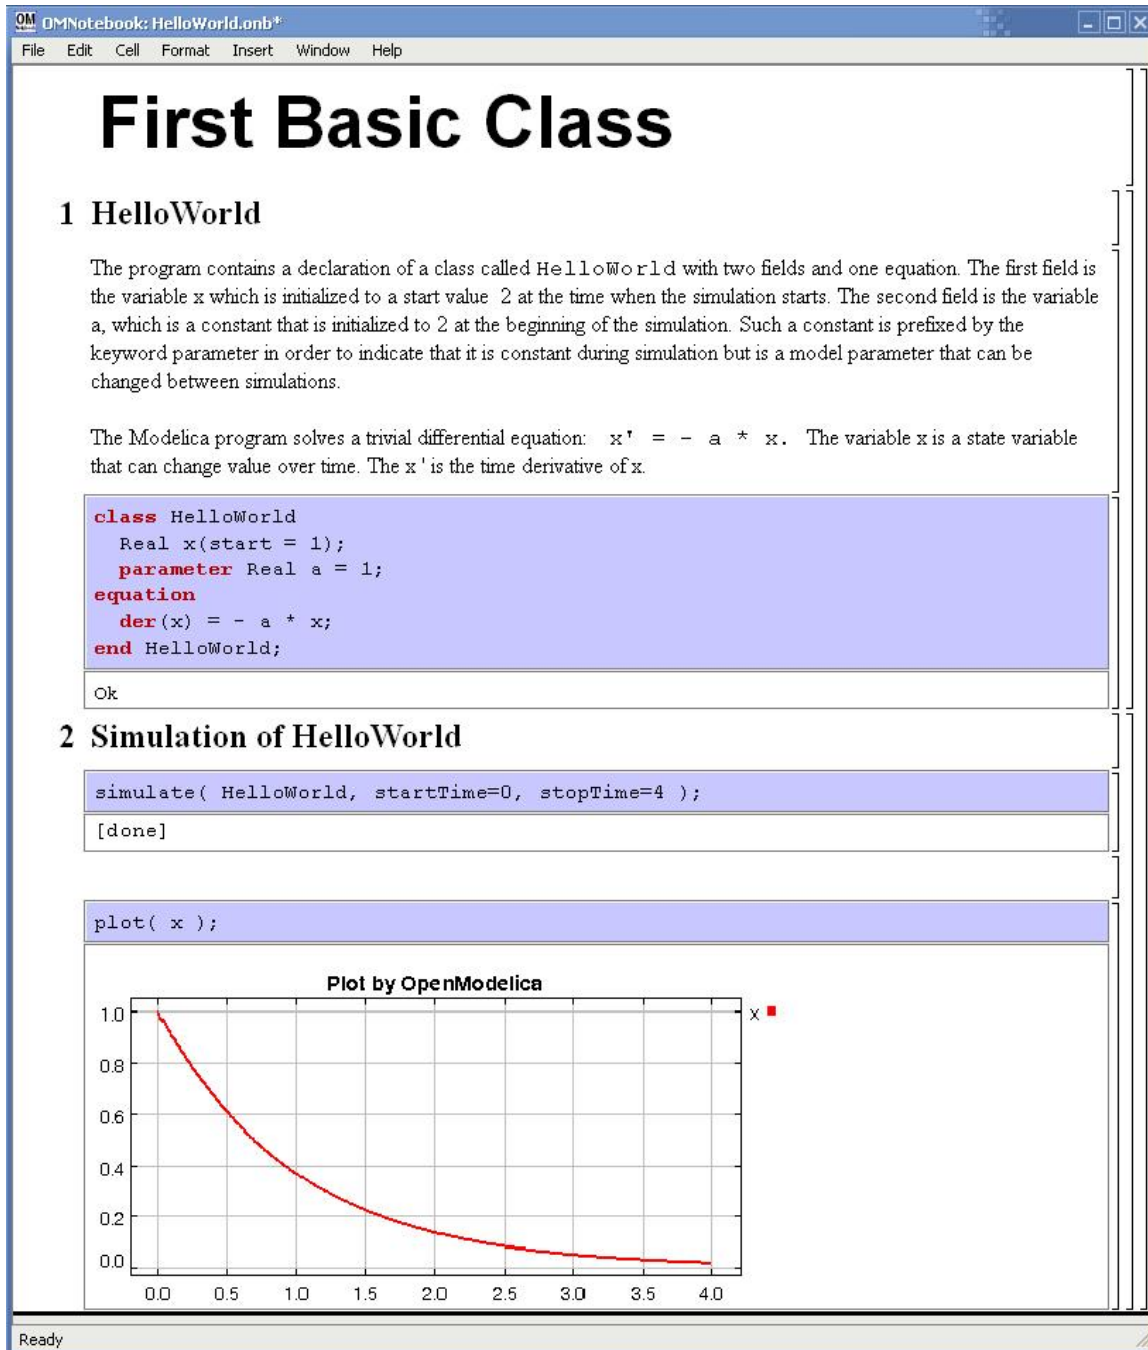 OMNotebook: HelloWorld.onb*
File Edit Cell Format Insert Window Help
First Basic Class
1 HelloWorld
The program contains a declaration of a class called HelloWorld with two fields and one equation. The first field is
the variable x which is initialized to a start value 2 at the time when the simulation starts. The second field is the variable
a, which is a constant that is initialized to 2 at the beginning of the simulation. Such a constant is prefixed by the
keyword parameter in order to indicate that it is constant during simulation but is a model parameter that can be
changed between simulations.
The Modelica program solves a trivial differential equation: x' = - a * x. The variable x is a state variable
that can change value over time. The x ' is the time derivative of x.
class HelloWorld
Real x(start = 1);
parameter Real a = 1;
equation
der(x) = - a * x;
end HelloWorld;
Ok
2 Simulation of HelloWorld
simulate( HelloWorld, startTime=0, stopTime=4 );
[done]
plot( x );
Plot by OpenModelica
x
1.0
0.8
0.6
0.4
0.2
0.0
0.0 0.5 1.0 1.5 2.0 2.5 3.0 3.5 4.0
Ready